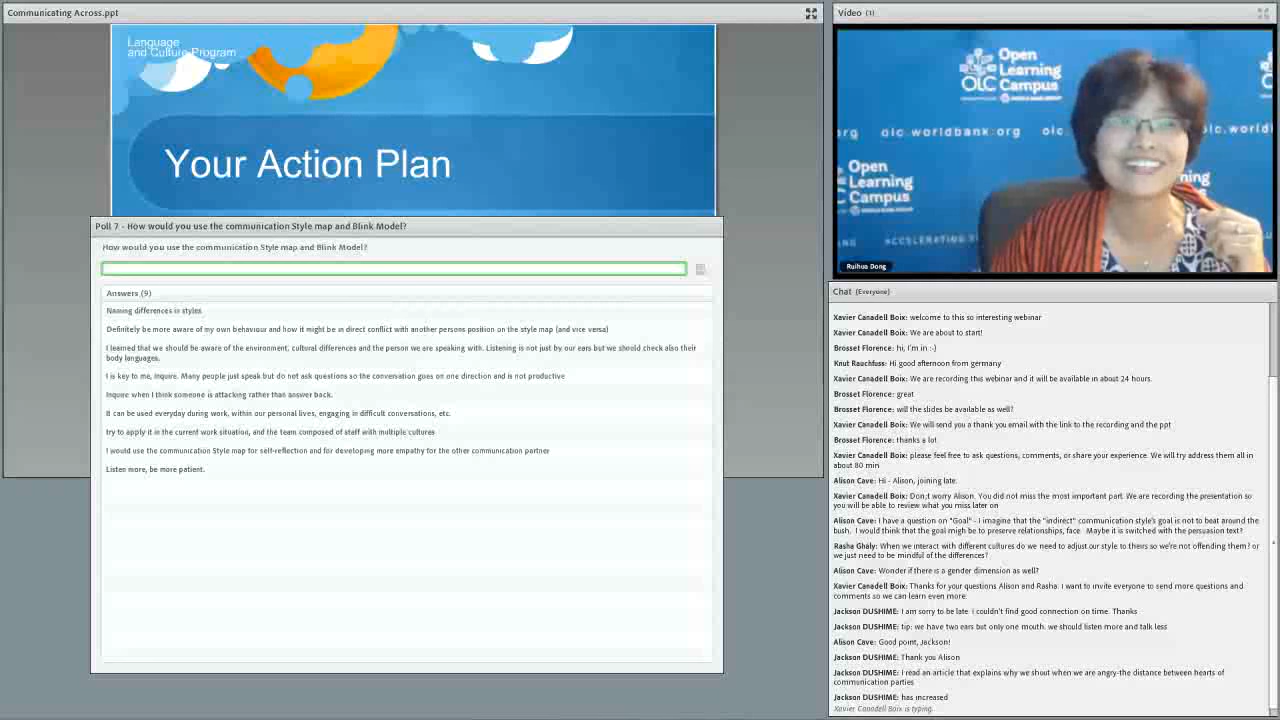 Communicating Across.ppt
Language
and Culture Program
Your Action Plan
Poll 7 - How would you use the communication Style map and Blink Model?
How would you use the communication Style map and Blink Model?
Answers (9)
Naming differences in styles
Definitely be more aware of my own behaviour and how it might be in direct conflict with another persons position on the style map (and vice versa)
I learned that we should be aware of the environment, cultural differences and the person we are speaking with. Listening is not just by our ears but we should check also their
body languages.
I is key to me, Inquire. Many people just speak but do not ask questions so the conversation goes on one direction and is not productive
Inquire when I think someone is attacking rather than answer back.
It can be used everyday during work, within our personal lives, engaging in difficult conversations, etc.
try to apply it in the current work situation, and the team composed of staff with multiple cultures
I would use the communication Style map for self-reflection and for developing more empathy for the other communication partner
Listen more, be more patient.
Video (1)
Open
Learning
Campus
OLC
.org
olc.worldbank.org
olc.
worldbank
Open
Learning
Campus
ning
ACCELERATING
Ruihua Dong
Chat (Everyone)
Xavier Canadell Boix: welcome to this so interesting webinar
Xavier Canadell Boix: We are about to start!
Brosset Florence: hi, I'm in :-)
Knut Rauchfuss: Hi good afternoon from germany
Xavier Canadell Boix: We are recording this webinar and it will be available in about 24 hours.
Brosset Florence: great
Brosset Florence: will the slides be available as well?
Xavier Canadell Boix: We will send you a thank you email with the link to the recording and the ppt
Brosset Florence: thanks a lot
Xavier Canadell Boix: please feel free to ask questions, comments, or share your experience. We will try address them all in
about 80 min
Alison Cave: Hi - Alison, joining late.
Xavier Canadell Boix: Don;t worry Alison. You did not miss the most important part. We are recording the presentation so
you will be able to review what you miss later on
Alison Cave: I have a question on "Goal" - I imagine that the "indirect" communication style's goal is not to beat around the
bush. I would think that the goal migh be to preserve relationships, face. Maybe it is switched with the persuasion text?
Rasha Ghaly: When we interact with different cultures do we need to adjust our style to theirs so we're not offending them? or
we just need to be mindful of the differences?
Alison Cave: Wonder if there is a gender dimension as well?
Xavier Canadell Boix: Thanks for your questions Alison and Rasha. I want to invite everyone to send more questions and
comments so we can learn even more.
Jackson DUSHIME: I am sorry to be late. i couldn't find good connection on time. Thanks
Jackson DUSHIME: tip: we have two ears but only one mouth. we should listen more and talk less
Alison Cave: Good point, Jackson!
Jackson DUSHIME: Thank you Alison
Jackson DUSHIME: I read an article that explains why we shout when we are angry-the distance between hearts of
communication parties
Jackson DUSHIME: has increased
Xavier Canadell Boix is typing.